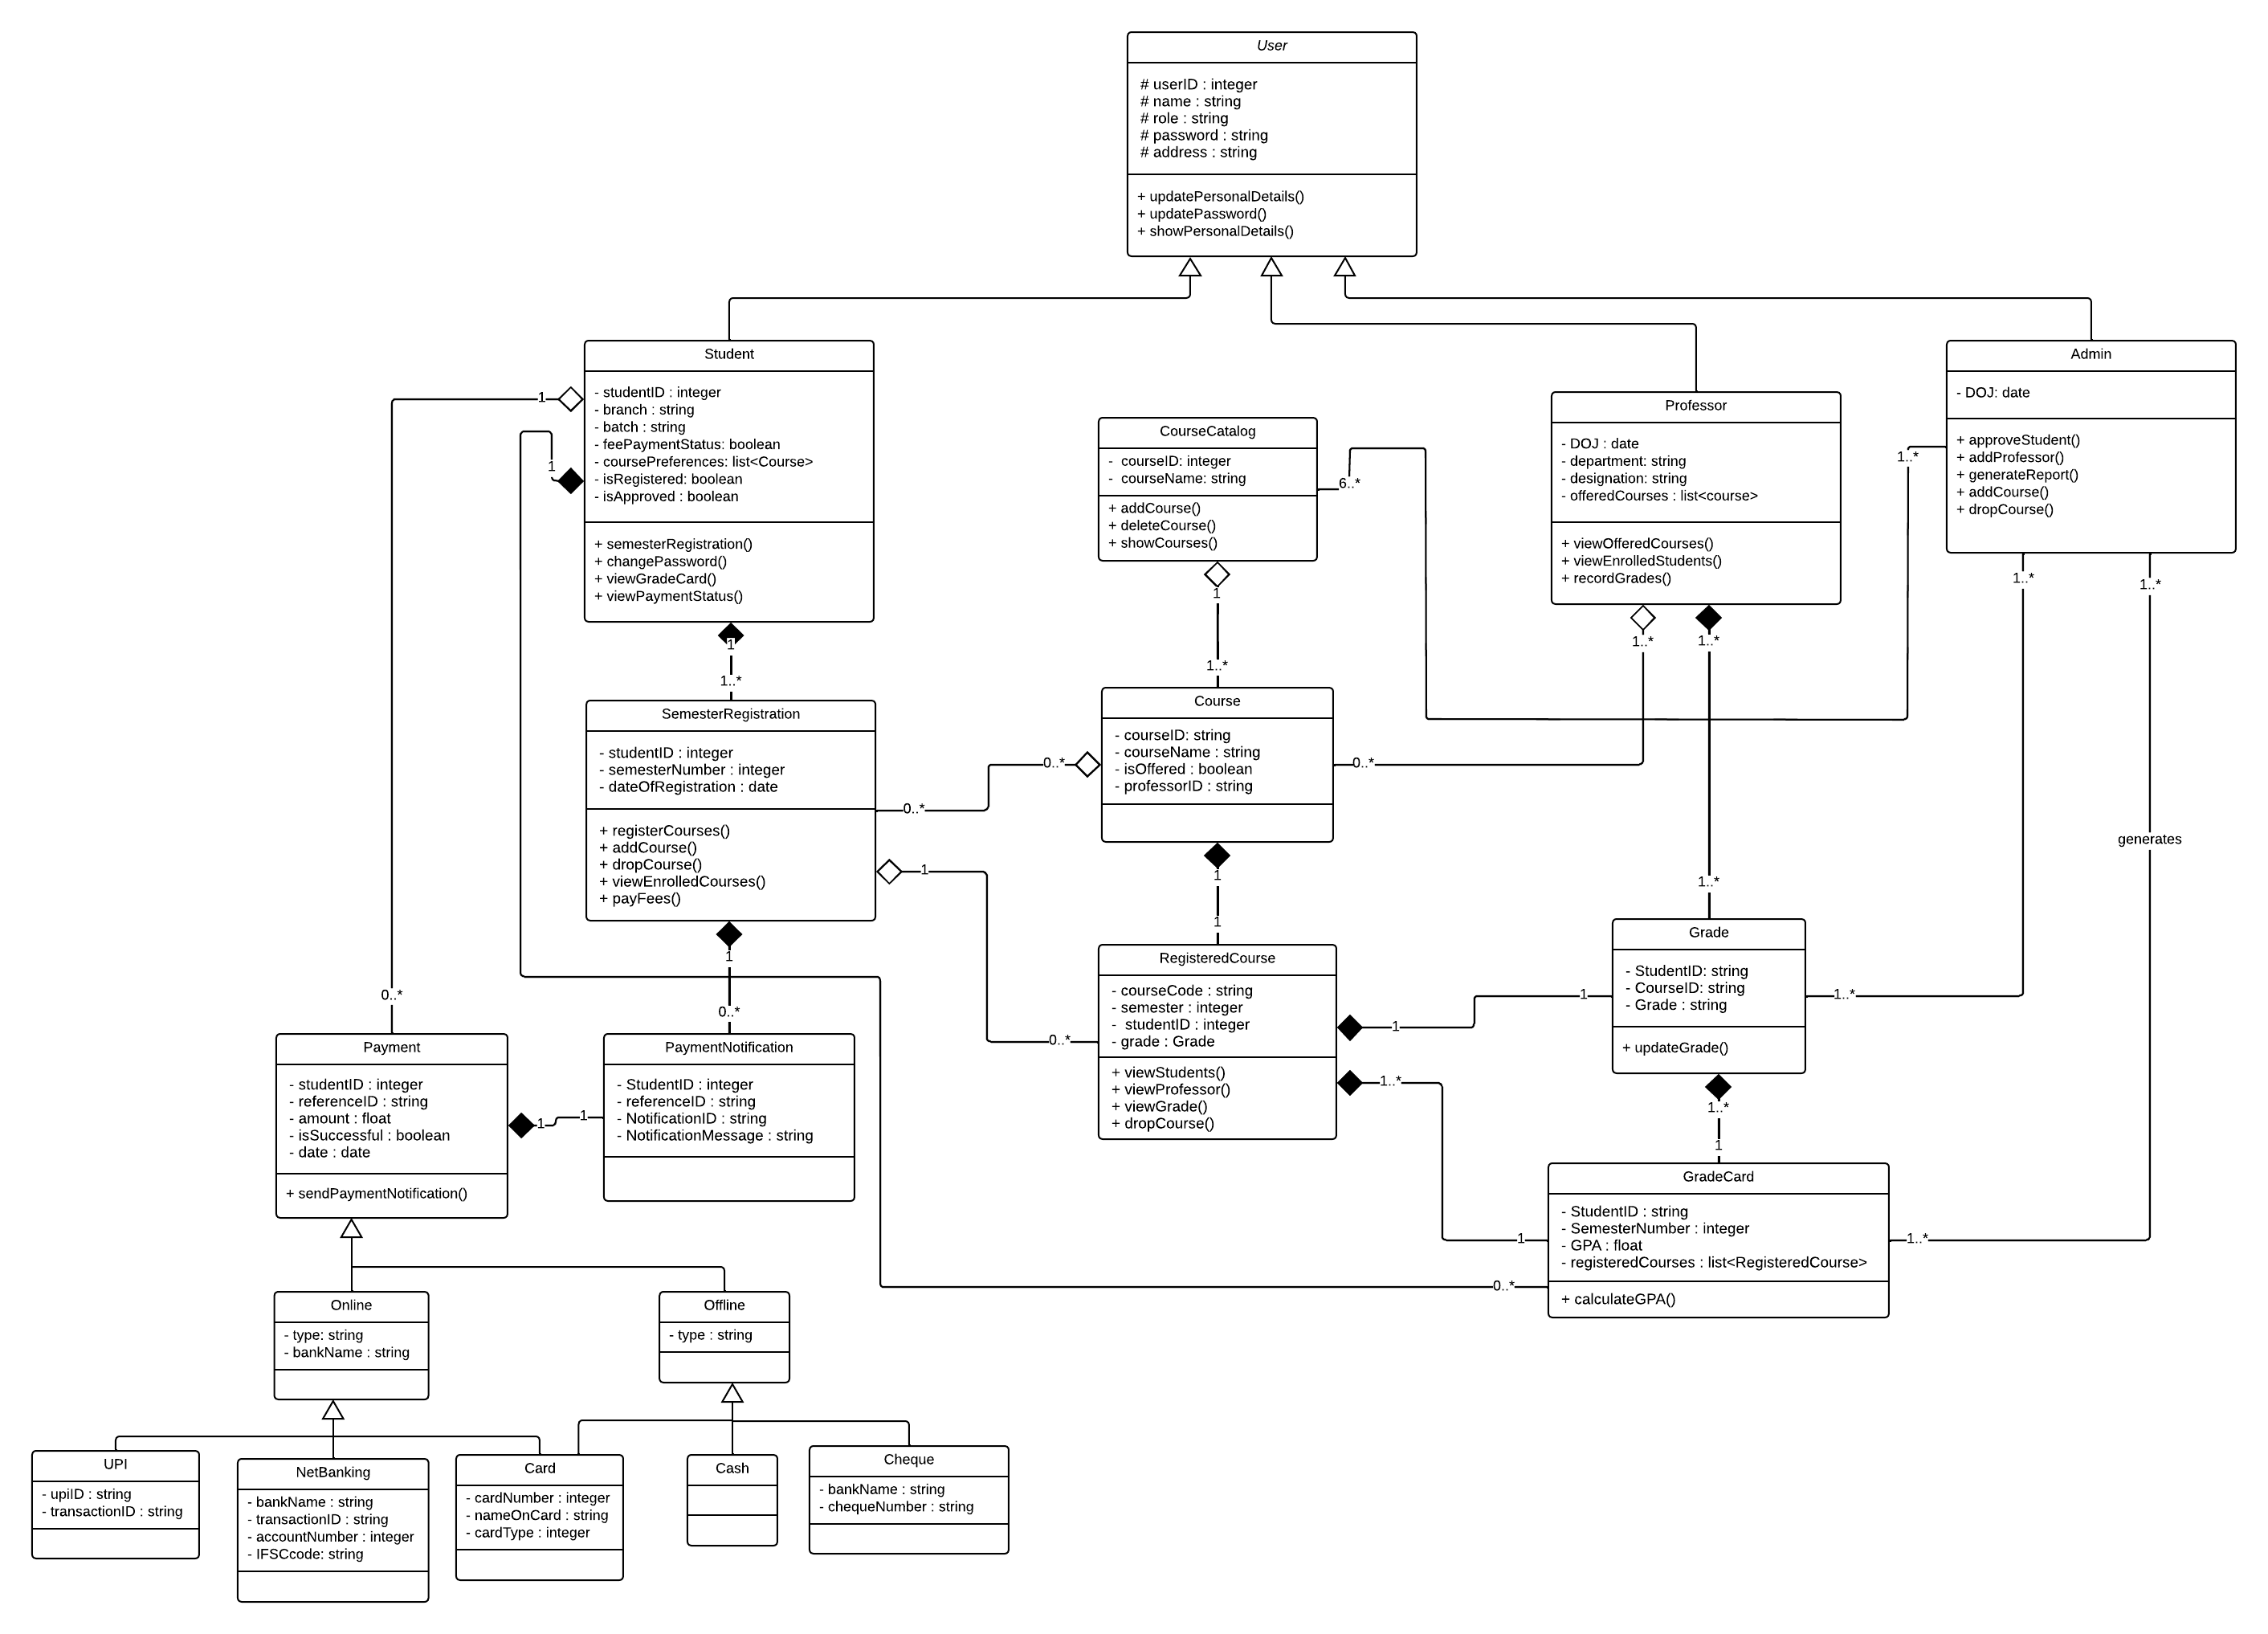 User
# userID : integer
# name : string
# role : string
# password : string
# address : string
+ updatePersonalDetails()
+ updatePassword()
+ showPersonalDetails()
Student
- studentID : integer
- branch : string
- batch : string
- feePaymentStatus: boolean
- coursePreferences: list<Course>
- isRegistered: boolean
- isApproved : boolean
+ semesterRegistration()
+ changePassword()
+ viewGradeCard()
+ viewPaymentStatus()
1
1
1
1..*
CourseCatalog
- courseID: integer
- courseName: string
+ addCourse()
+ deleteCourse()
+ showCourses()
6..*
1
1..*
Professor
- DOJ : date
- department: string
- designation: string
- offeredCourses : list<course>
+ viewOfferedCourses()
+ viewEnrolledStudents()
+ recordGrades()
1..*
1..*
Admin
- DOJ: date
+ approveStudent()
+ addProfessor()
+ generateReport()
+ addCourse()
+ dropCourse()
1..*
1..*
1..*
generates
SemesterRegistration
- studentID : integer
- semesterNumber : integer
- dateOfRegistration : date
+ registerCourses()
+ addCourse()
+ dropCourse()
+ viewEnrolledCourses()
+ payFees()
0..*
0..*
1
1
0..*
Course
- courseID: string
- courseName : string
- isOffered : boolean
- professorID : string
0..*
1
1
RegisteredCourse
- courseCode : string
- semester : integer
- studentID : integer
- grade : Grade
+ viewStudents()
+ viewProfessor()
+ viewGrade()
+ dropCourse()
0..*
1
1
1..*
1
1..*
Grade
- StudentID: string
- CourseID: string
- Grade : string
+ updateGrade()
1..*
1..*
1
GradeCard
- StudentID : string
- SemesterNumber : integer
- GPA : float
- registeredCourses : list<RegisteredCourse>
+ calculateGPA()
1..*
0..*
0..*
Payment
- studentID : integer
- referenceID : string
- amount : float
- isSuccessful : boolean
- date : date
+ sendPaymentNotification()
1
1
PaymentNotification
- StudentID : integer
- referenceID : string
- NotificationID : string
- NotificationMessage : string
Online
- type: string
- bankName : string
Offline
- type : string
UPI
- upiID : string
- transactionID : string
NetBanking
- bankName : string
- transactionID : string
- accountNumber : integer
- IFSCcode: string
Card
- cardNumber : integer
- nameOnCard : string
- cardType : integer
Cash
Cheque
- bankName : string
- chequeNumber : string